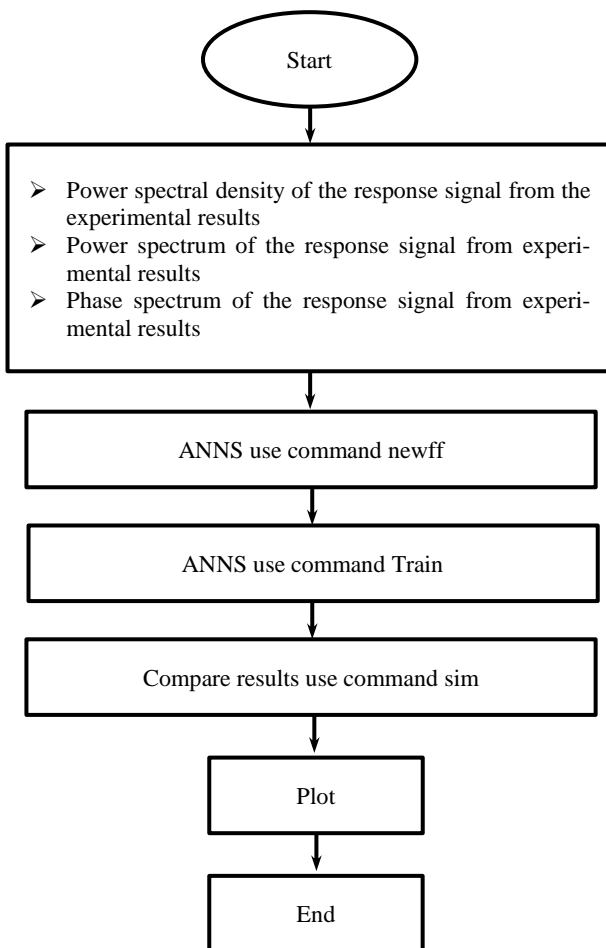 Start
➢ Power spectral density of the response signal from the
experimental results
➢ Power spectrum of the response signal from experi-
mental results
➢ Phase spectrum of the response signal from experi-
mental results
ANNS use command newff
ANNS use command Train
Compare results use command sim
Plot
End